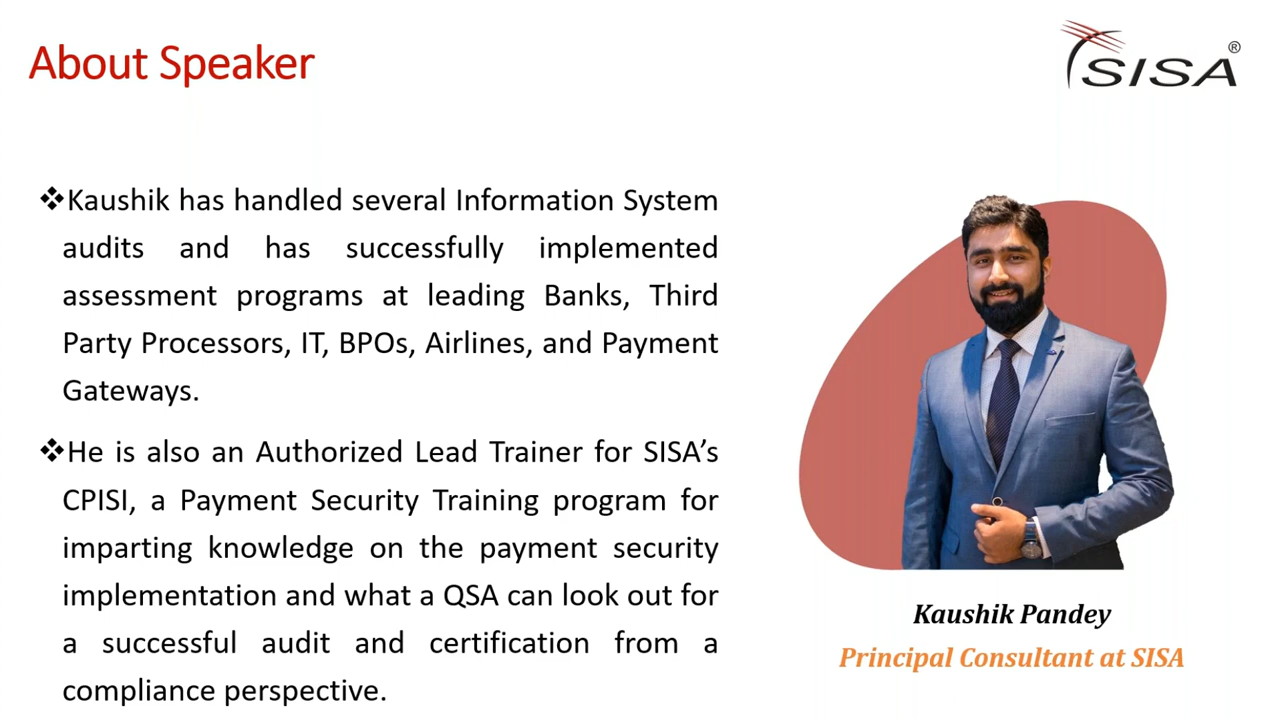 About Speaker
SISA®
❖Kaushik has handled several Information System
audits and has successfully implemented
assessment programs at leading Banks, Third
Party Processors, IT, BPOs, Airlines, and Payment
Gateways.
❖He is also an Authorized Lead Trainer for SISA’s
CPISI, a Payment Security Training program for
imparting knowledge on the payment security
implementation and what a QSA can look out for
a successful audit and certification from a
compliance perspective.
Kaushik Pandey
Principal Consultant at SISA